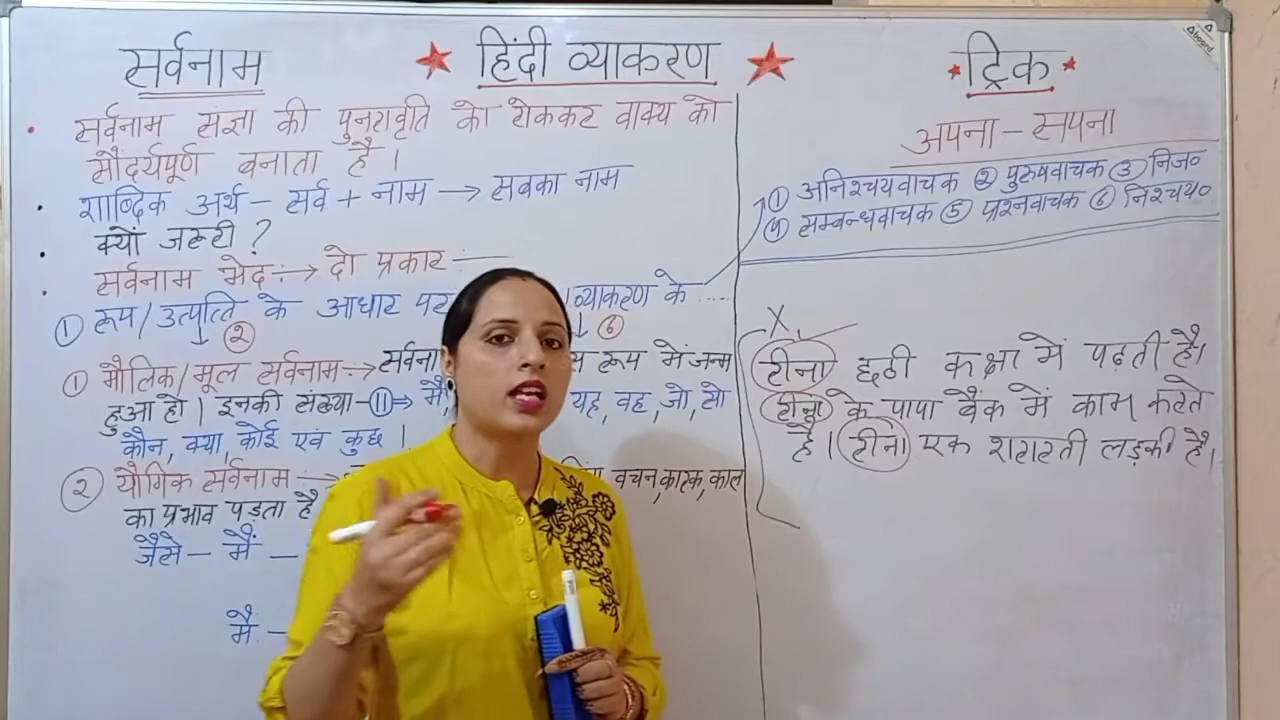 सर्वनाम
हिंदी व्याकरण
ट्रिक
सर्वनाम संज्ञा की पुनरावृति को रोककर वाक्य को
सौंदर्यपूर्ण बनाता है ।
शाब्दिक अर्थ – सर्व + नाम → सबका नाम
क्यों जरूरी ?
सर्वनाम भेद :→ दो प्रकार :—
① रूप/उत्पत्ति के आधार पर व्याकरण के ....
② ⑥
① मौलिक/मूल सर्वनाम → सर्वना रूप में जन्म
हुआ हो । इनकी संख्या – ⑪ → मैं, यह, वह, जो, सो
कौन, क्या, कोई एवं कुछ ।
② यौगिक सर्वनाम → वचन, कारक, काल
का प्रभाव पड़ता है
जैसे – मैं –
मैं –
अपना – सपना
① अनिश्चयवाचक ② पुरुषवाचक ③ निज०
④ सम्बन्धवाचक ⑤ प्रश्नवाचक ⑥ निश्चय०
X
टीना छठी कक्षा में पढ़ती है।
टीना के पापा बैंक में काम करते
है। टीना एक शरारती लड़की है।